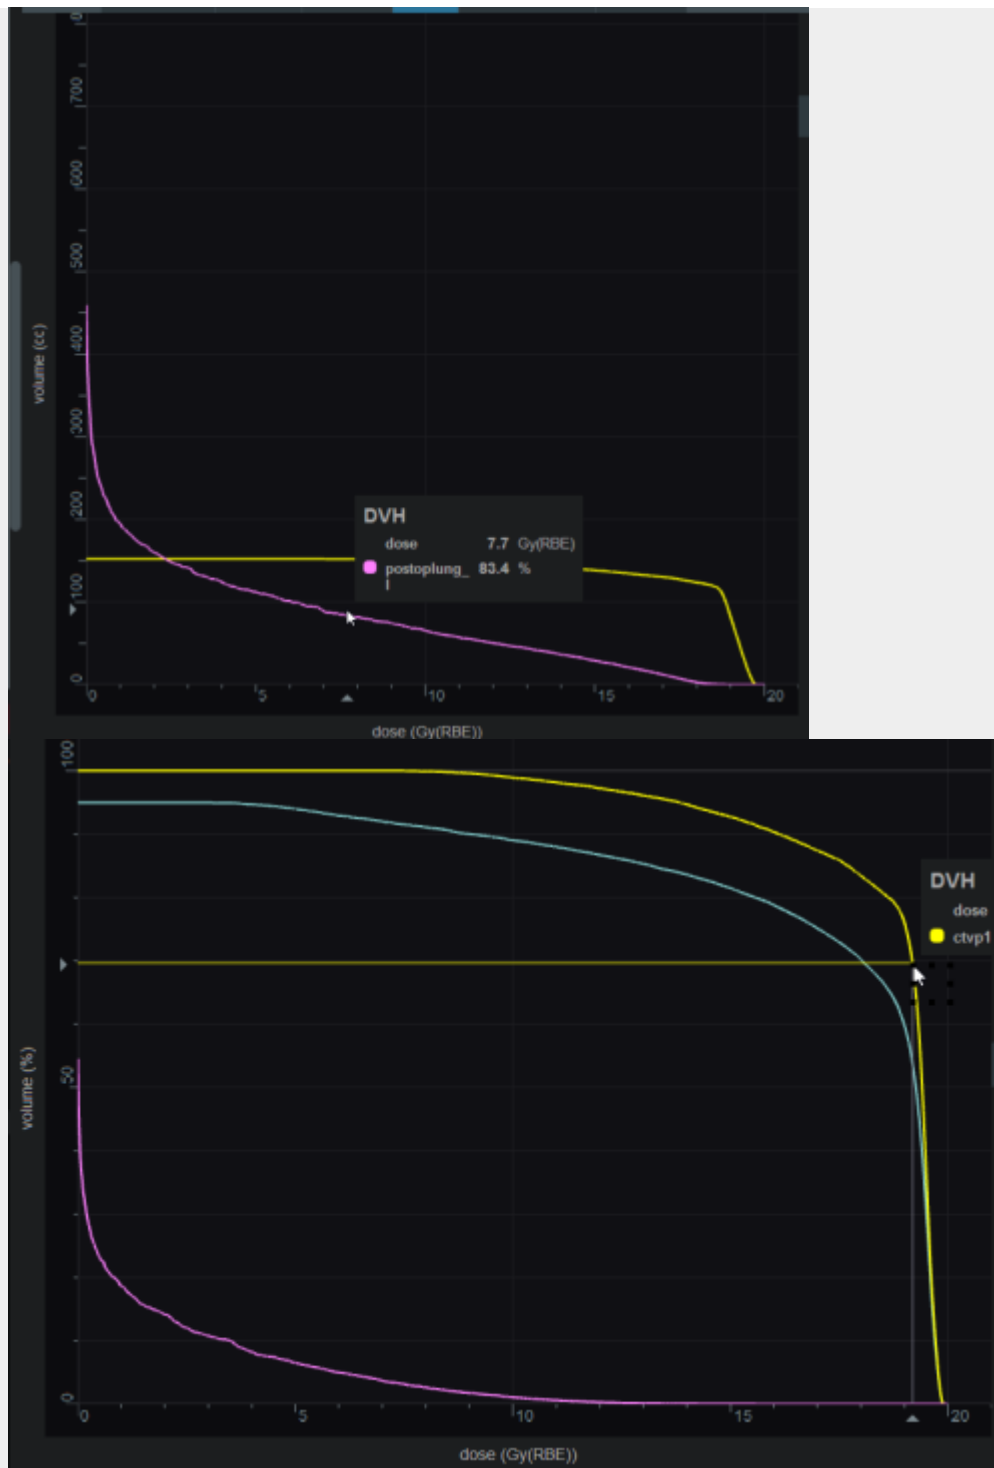 volume (cc)
700
600
500
400
300
200
100
0
DVH
dose 7.7 Gy(RBE)
postoplung_ 83.4 %
l
0 5 10 15 20
dose (Gy(RBE))
100
DVH
dose
ctvp1
volume (%)
50
0
0 5 10 15 20
dose (Gy(RBE))